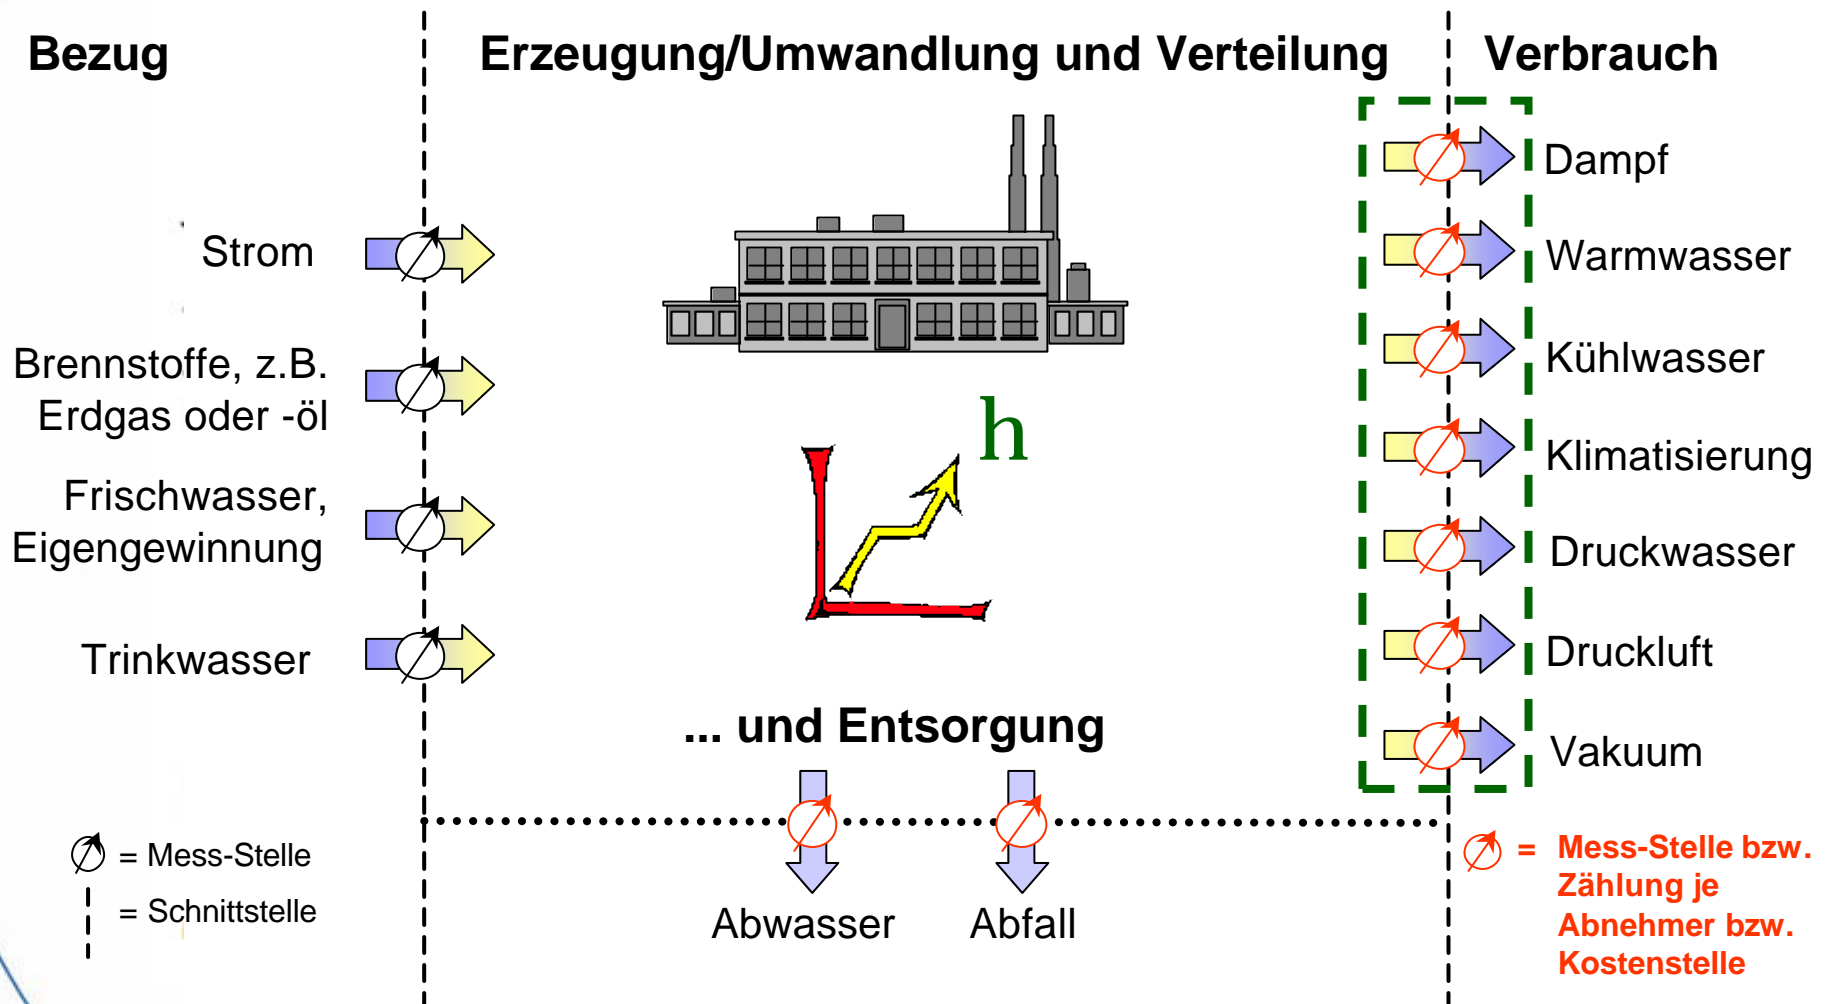 Bezug
Erzeugung/Umwandlung und Verteilung
Verbrauch
Strom
Brennstoffe, z.B.
Erdgas oder -öl
Frischwasser,
Eigengewinnung
Trinkwasser
h
... und Entsorgung
Abwasser
Abfall
Dampf
Warmwasser
Kühlwasser
Klimatisierung
Druckwasser
Druckluft
Vakuum
= Mess-Stelle
= Schnittstelle
= Mess-Stelle bzw.
Zählung je
Abnehmer bzw.
Kostenstelle